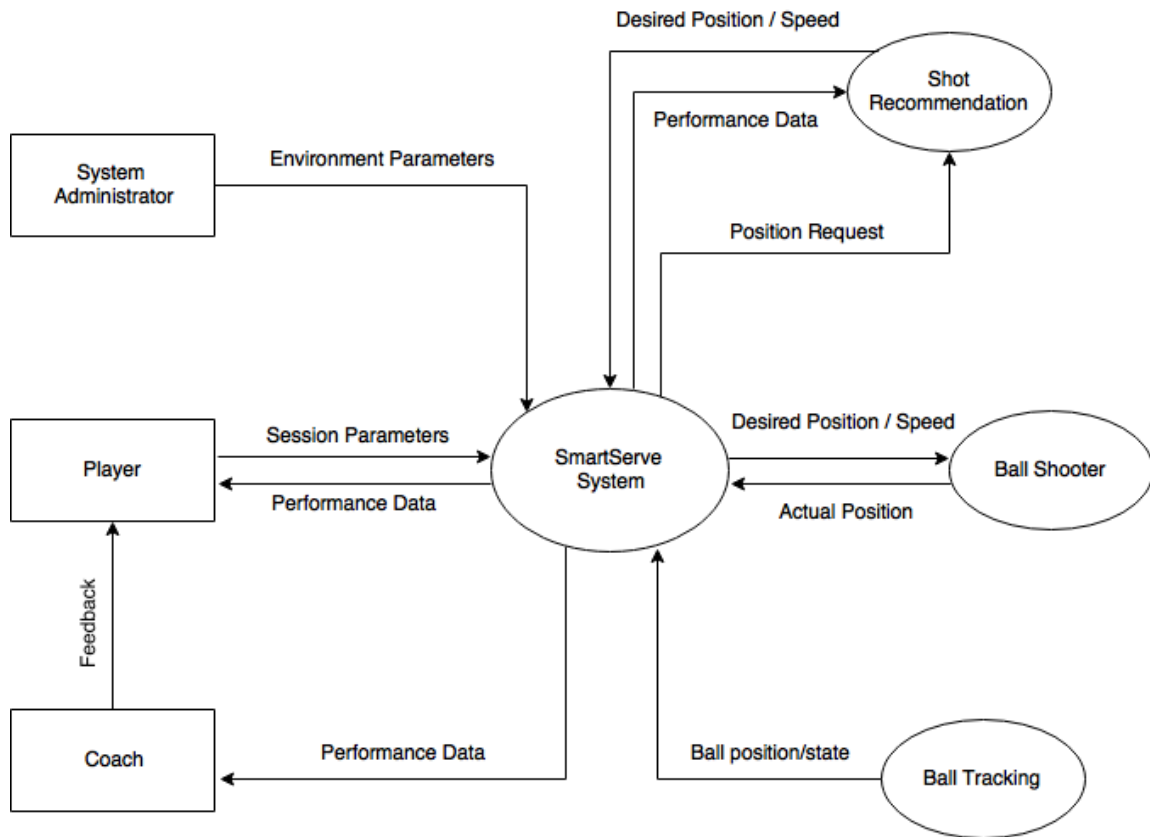 Desired Position / Speed
Shot
Recommendation
Performance Data
System
Administrator
Environment Parameters
Position Request
Player
Session Parameters
Performance Data
SmartServe
System
Desired Position / Speed
Actual Position
Ball Shooter
Feedback
Coach
Performance Data
Ball position/state
Ball Tracking